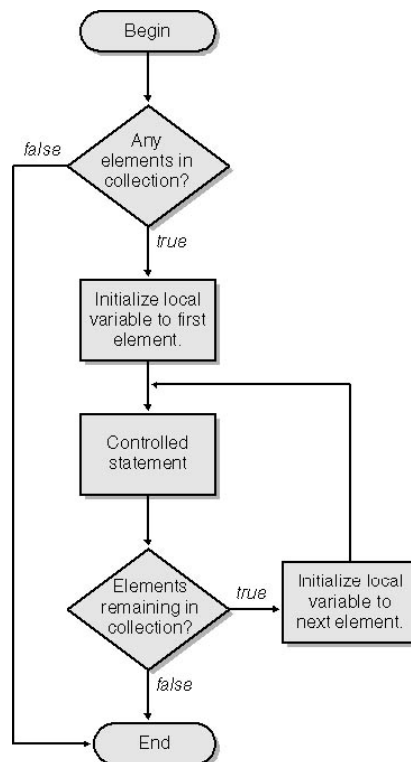 Begin
Any
elements in
collection?
false
true
Initialize local
variable to first
element.
Controlled
statement
Elements
remaining in
collection?
true
Initialize local
variable to
next element.
false
End